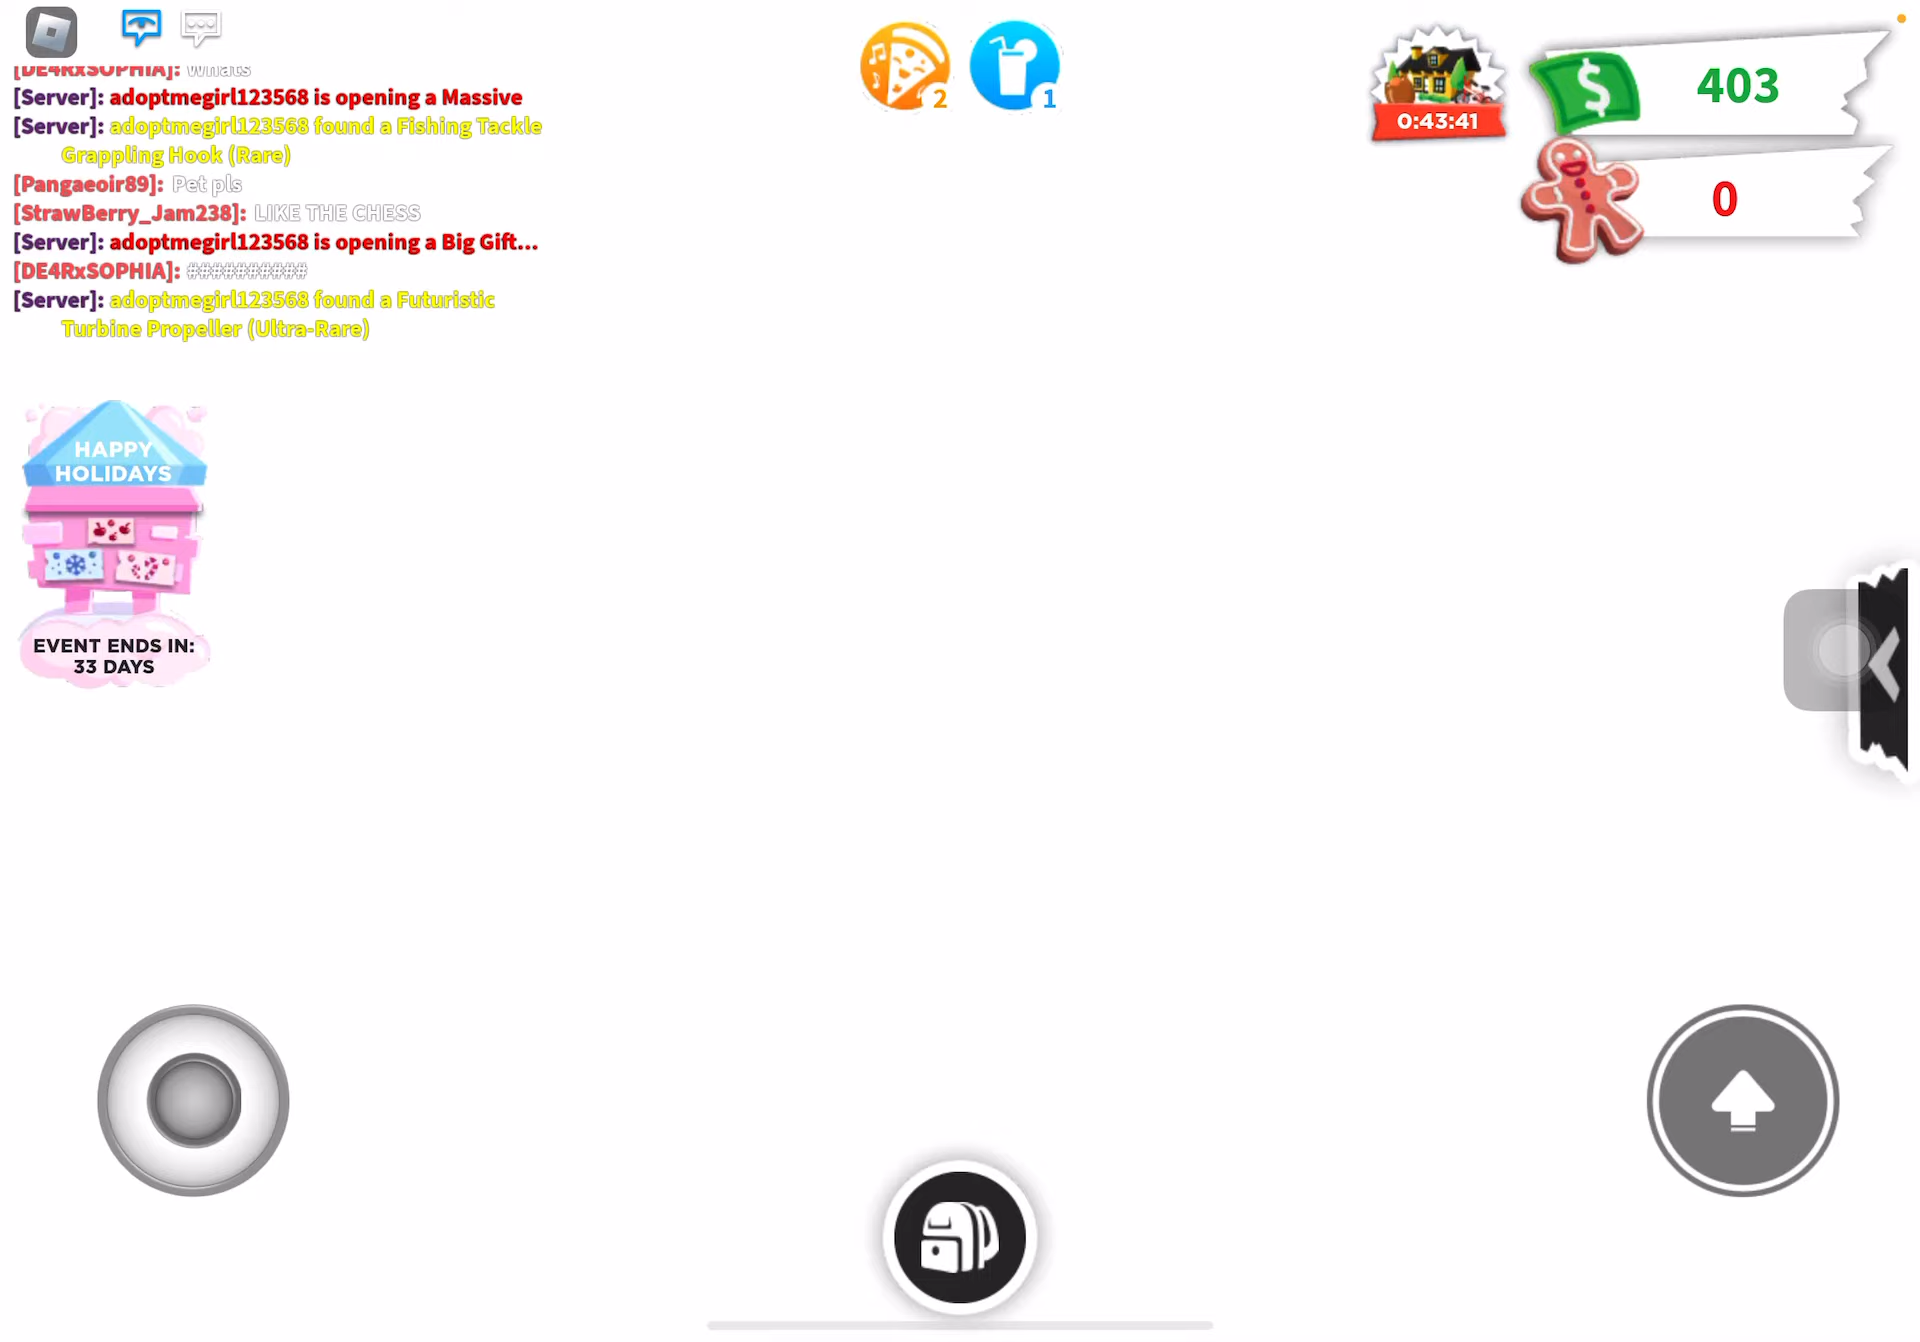 [DE4RxSOPHIA]: whats
[Server]: adoptmegirl123568 is opening a Massive
[Server]: adoptmegirl123568 found a Fishing Tackle
Grappling Hook (Rare)
[Pangaeoir89]: Pet pls
[StrawBerry_Jam238]: LIKE THE CHESS
[Server]: adoptmegirl123568 is opening a Big Gift...
[DE4RxSOPHIA]: ##########
[Server]: adoptmegirl123568 found a Futuristic
Turbine Propeller (Ultra-Rare)
2
1
0:43:41
403
0
HAPPY
HOLIDAYS
EVENT ENDS IN:
33 DAYS